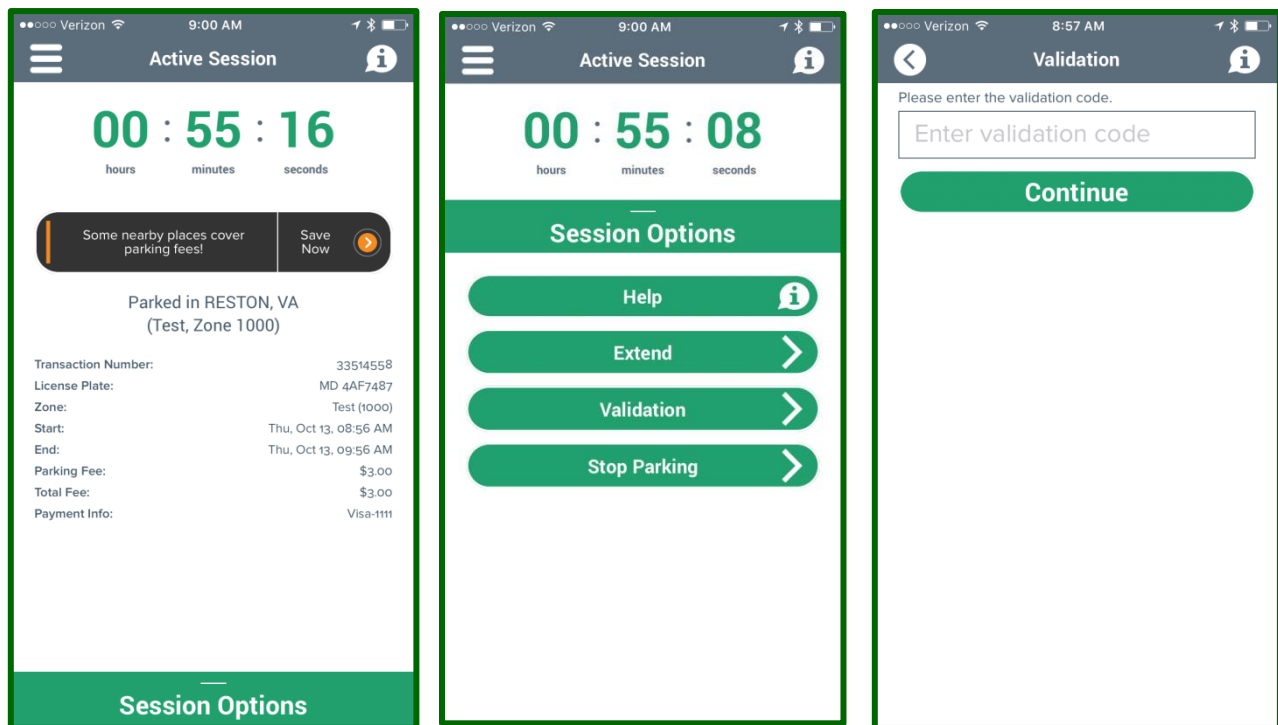 Verizon 9:00 AM
Active Session
00 : 55 : 16
hours minutes seconds
Some nearby places cover parking fees! Save Now
Parked in RESTON, VA
(Test, Zone 1000)
Transaction Number: 33514558
License Plate: MD 4AF7487
Zone: Test (1000)
Start: Thu, Oct 13, 08:56 AM
End: Thu, Oct 13, 09:56 AM
Parking Fee: $3.00
Total Fee: $3.00
Payment Info: Visa-1111
Session Options
Verizon 9:00 AM
Active Session
00 : 55 : 08
hours minutes seconds
Session Options
Help
Extend
Validation
Stop Parking
Verizon 8:57 AM
Validation
Please enter the validation code.
Enter validation code
Continue